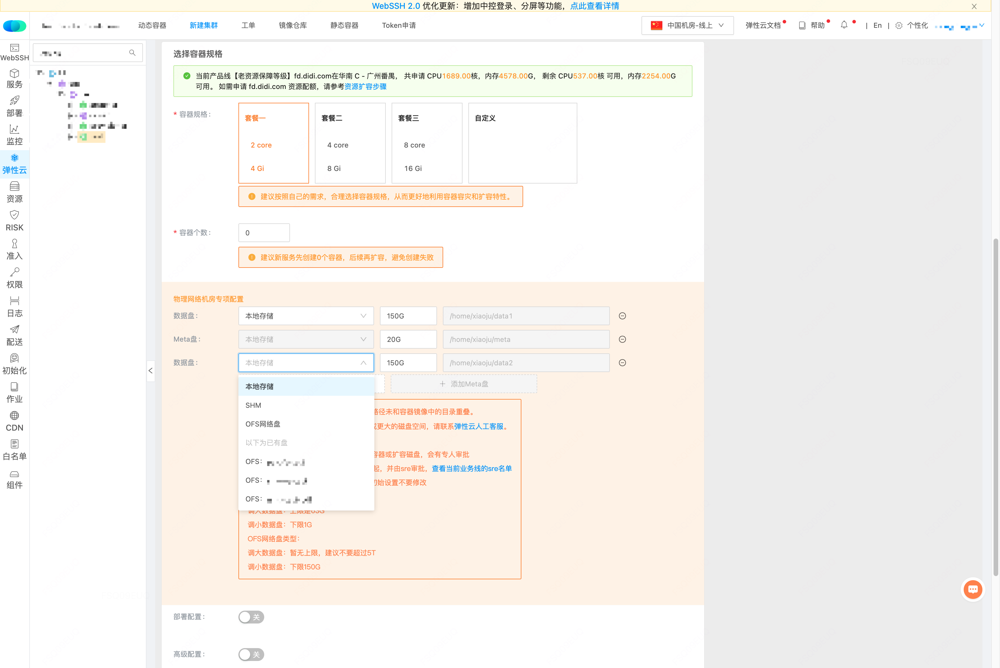 WebSSH 2.0 优化更新：增加中控登录、分屏等功能，点此查看详情
动态容器
新建集群
工单
镜像仓库
静态容器
Token申请
中国机房-线上
弹性云文档
帮助
| En |
个性化
WebSSH
服务
部署
监控
弹性云
资源
RISK
准入
权限
日志
配送
初始化
作业
CDN
白名单
组件
选择容器规格
当前产品线【老资源保障等级】fd.didi.com在华南 C - 广州番禺， 共申请 CPU1689.00核，内存4578.00G， 剩余 CPU537.00核 可用，内存2254.00G
可用。 如需申请 fd.didi.com 资源配额，请参考资源扩容步骤
* 容器规格：
套餐一
2 core
4 Gi
套餐二
4 core
8 Gi
套餐三
8 core
16 Gi
自定义
建议按照自己的需求，合理选择容器规格，从而更好地利用容器容灾和扩容特性。
* 容器个数：
0
建议新服务先创建0个容器，后续再扩容，避免创建失败
物理网络机房专项配置
数据盘：
本地存储
150G
/home/xiaoju/data1
Meta盘：
本地存储
20G
/home/xiaoju/meta
数据盘：
本地存储
150G
/home/xiaoju/data2
本地存储
SHM
OFS网络盘
以下为已有盘
OFS：
OFS：
OFS：
+ 添加Meta盘
路径未和容器镜像中的目录重叠。
或更大的磁盘空间，请联系弹性云人工客服。
容器或扩容磁盘，会有专人审批
起，并由sre审批，查看当前业务线的sre名单
初始设置不要修改
调大数据盘：上限是63G
调小数据盘：下限1G
OFS网络盘类型：
调大数据盘：暂无上限，建议不要超过5T
调小数据盘：下限150G
部署配置：
关
高级配置：
关